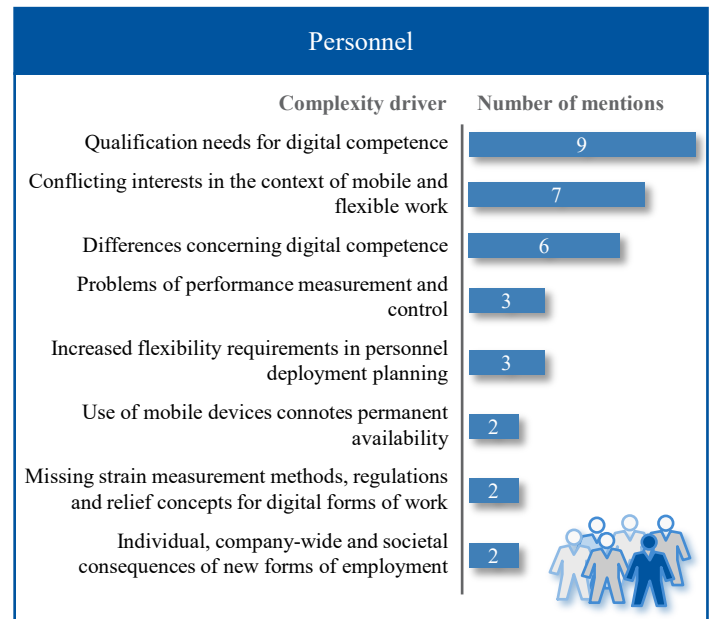 Personnel
Complexity driver Number of mentions
Qualification needs for digital competence 9
Conflicting interests in the context of mobile and
flexible work 7
Differences concerning digital competence 6
Problems of performance measurement and
control 3
Increased flexibility requirements in personnel
deployment planning 3
Use of mobile devices connotes permanent
availability 2
Missing strain measurement methods, regulations
and relief concepts for digital forms of work 2
Individual, company-wide and societal
consequences of new forms of employment 2